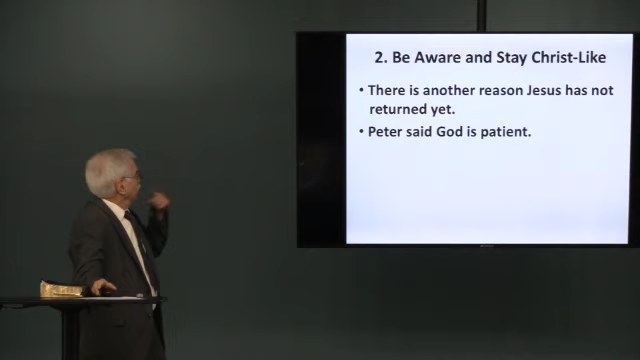 2. Be Aware and Stay Christ-Like
• There is another reason Jesus has not
returned yet.
• Peter said God is patient.